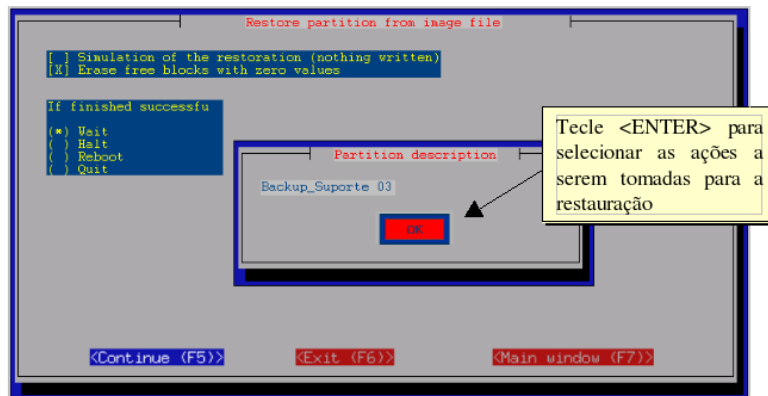 Restore partition from image file
[ ] Simulation of the restoration (nothing written)
[X] Erase free blocks with zero values
If finished successfu
(*) Wait
( ) Halt
( ) Reboot
( ) Quit
Partition description
Backup_Suporte 03
OK
Tecle <ENTER> para
selecionar as ações a
serem tomadas para a
restauração
<Continue (F5)>
<Exit (F6)>
<Main window (F7)>